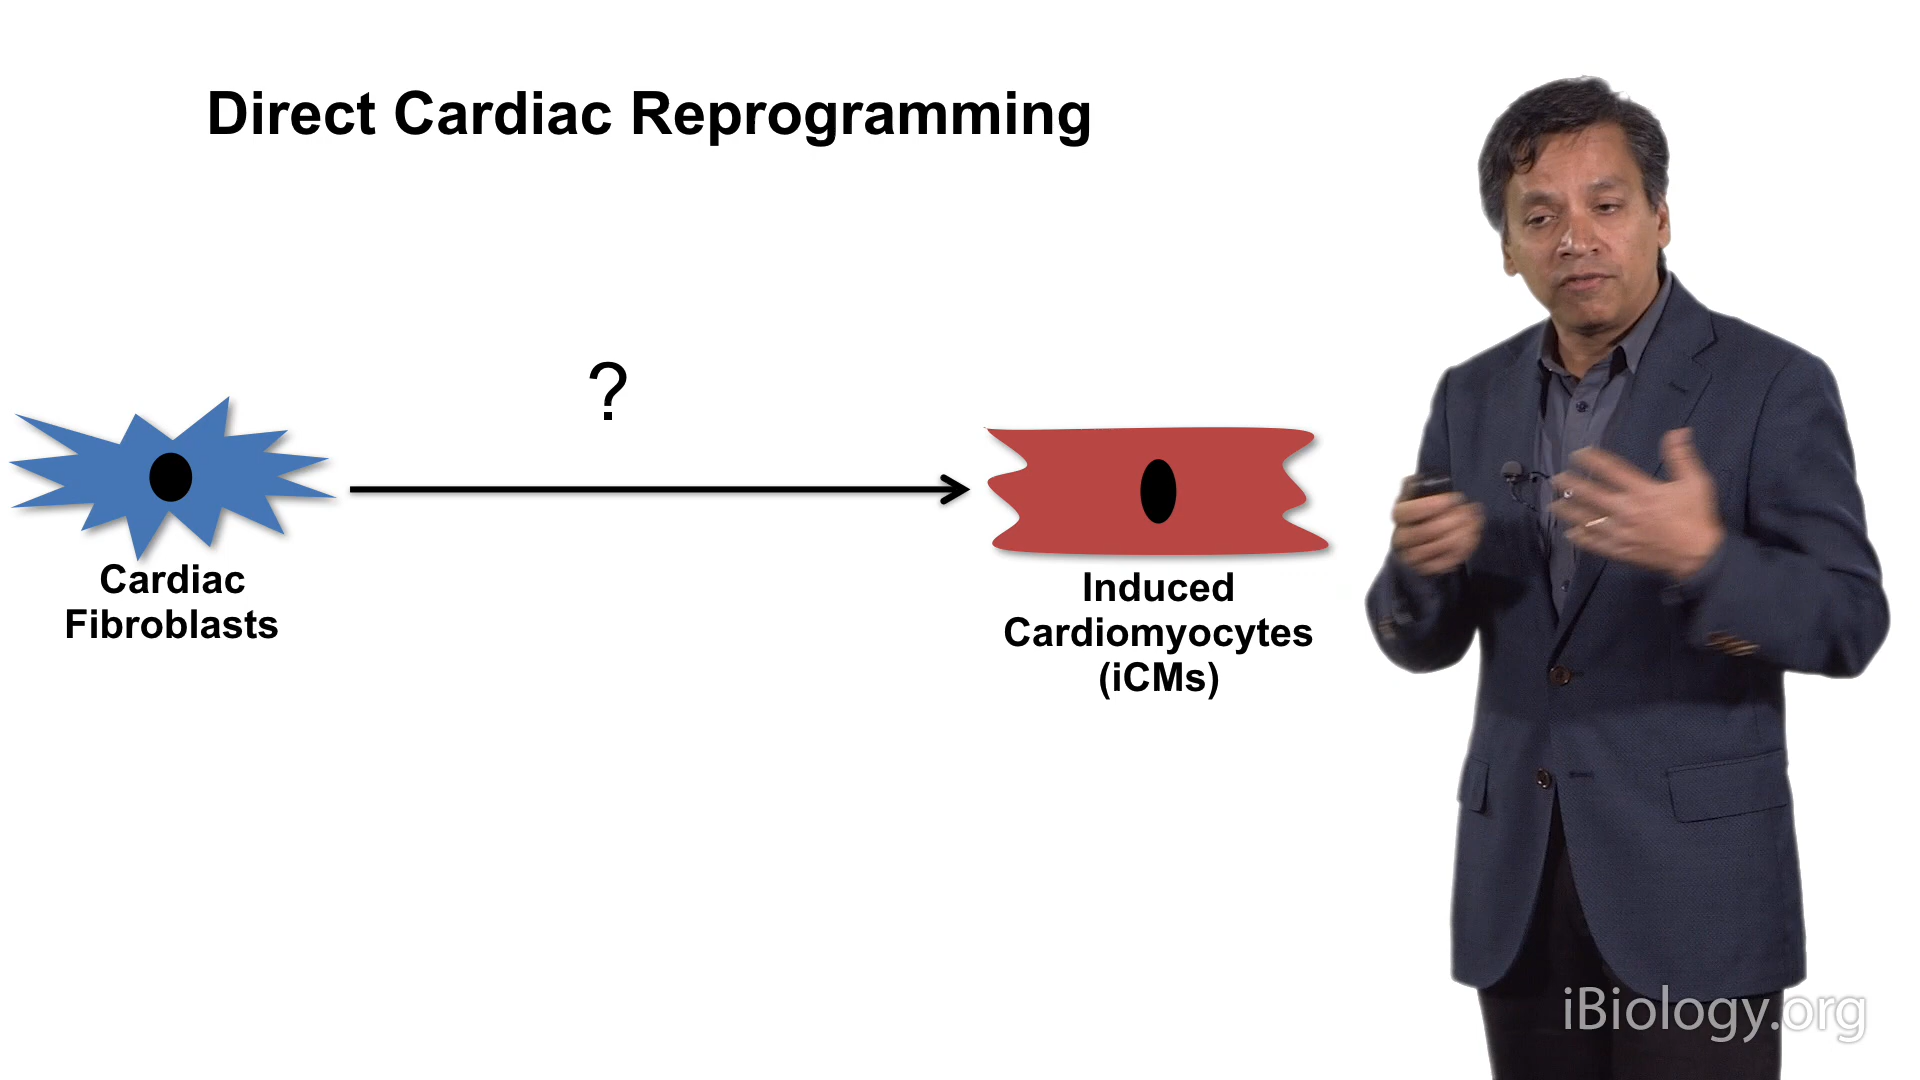 Direct Cardiac Reprogramming
?
Cardiac
Fibroblasts
Induced
Cardiomyocytes
(iCMs)
iBiology.org